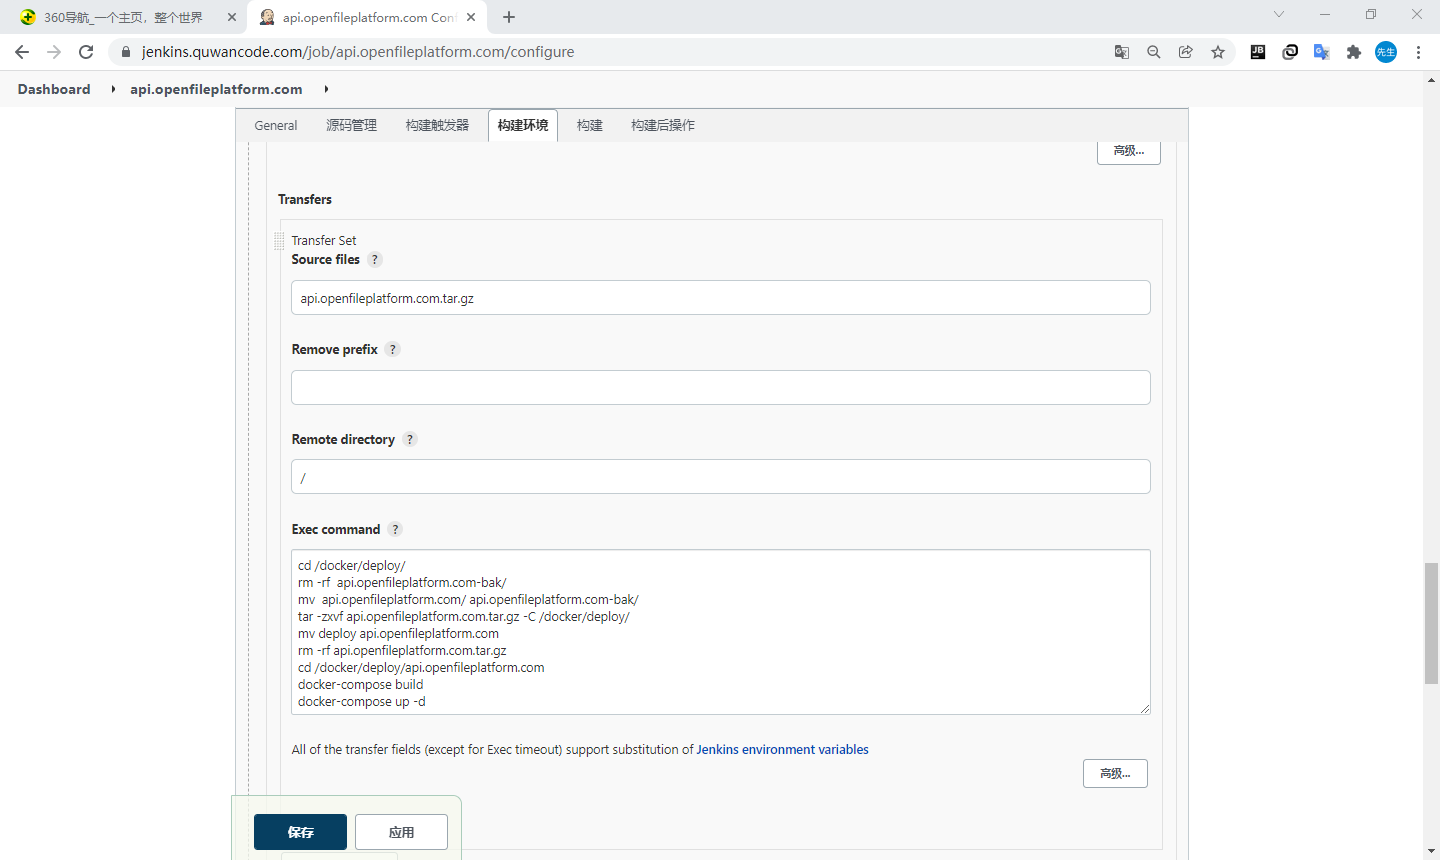 360导航_一个主页，整个世界
api.openfileplatform.com Conf
jenkins.quwancode.com/job/api.openfileplatform.com/configure
先生
Dashboard
api.openfileplatform.com
General
源码管理
构建触发器
构建环境
构建
构建后操作
高级...
Transfers
Transfer Set
Source files ?
api.openfileplatform.com.tar.gz
Remove prefix ?
Remote directory ?
/
Exec command ?
cd /docker/deploy/
rm -rf  api.openfileplatform.com-bak/
mv  api.openfileplatform.com/ api.openfileplatform.com-bak/
tar -zxvf api.openfileplatform.com.tar.gz -C /docker/deploy/
mv deploy api.openfileplatform.com
rm -rf api.openfileplatform.com.tar.gz
cd /docker/deploy/api.openfileplatform.com
docker-compose build
docker-compose up -d
All of the transfer fields (except for Exec timeout) support substitution of Jenkins environment variables
高级...
保存
应用